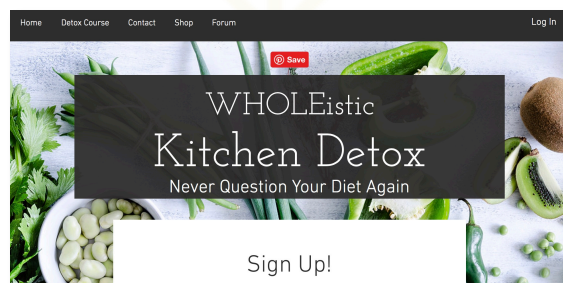 Home Detox Course Contact Shop Forum Log In
Save
WHOLEistic
Kitchen Detox
Never Question Your Diet Again
Sign Up!